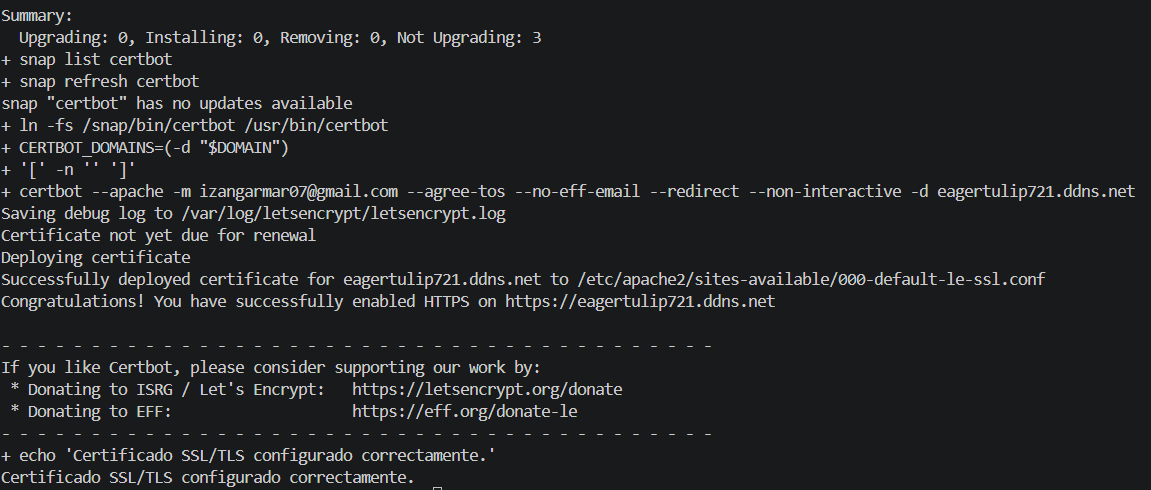 Summary:
  Upgrading: 0, Installing: 0, Removing: 0, Not Upgrading: 3
+ snap list certbot
+ snap refresh certbot
snap "certbot" has no updates available
+ ln -fs /snap/bin/certbot /usr/bin/certbot
+ CERTBOT_DOMAINS=(-d "$DOMAIN")
+ '[' -n '' ']'
+ certbot --apache -m izangarmar07@gmail.com --agree-tos --no-eff-email --redirect --non-interactive -d eagertulip721.ddns.net
Saving debug log to /var/log/letsencrypt/letsencrypt.log
Certificate not yet due for renewal
Deploying certificate
Successfully deployed certificate for eagertulip721.ddns.net to /etc/apache2/sites-available/000-default-le-ssl.conf
Congratulations! You have successfully enabled HTTPS on https://eagertulip721.ddns.net

- - - - - - - - - - - - - - - - - - - - - - - - - - - - - - - - - - - - - - - -
If you like Certbot, please consider supporting our work by:
 * Donating to ISRG / Let's Encrypt:   https://letsencrypt.org/donate
 * Donating to EFF:                    https://eff.org/donate-le
- - - - - - - - - - - - - - - - - - - - - - - - - - - - - - - - - - - - - - - -
+ echo 'Certificado SSL/TLS configurado correctamente.'
Certificado SSL/TLS configurado correctamente.